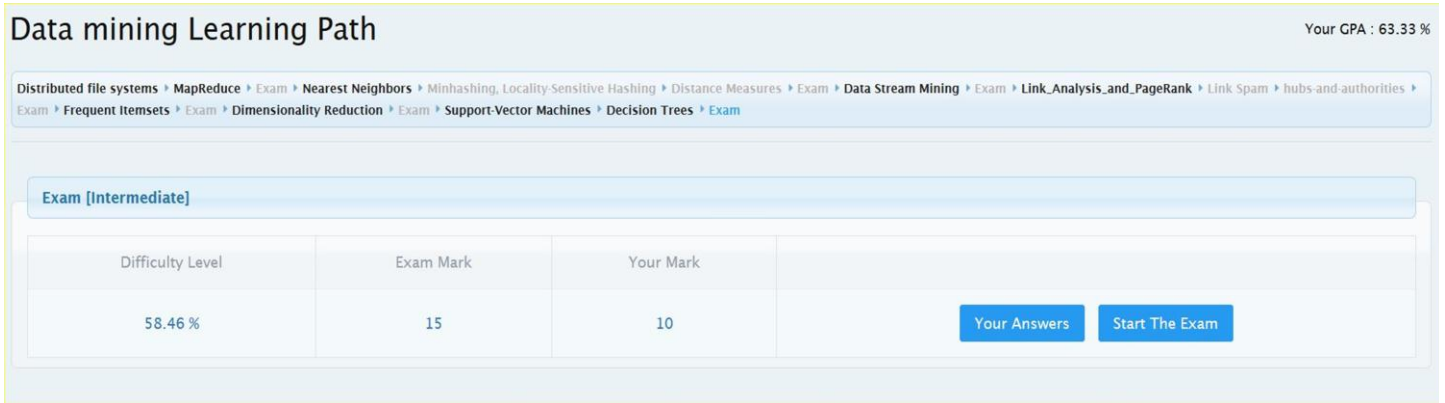 Data mining Learning Path
Your GPA : 63.33 %
Distributed file systems ‣ MapReduce ‣ Exam ‣ Nearest Neighbors ‣ Minhashing, Locality-Sensitive Hashing ‣ Distance Measures ‣ Exam ‣ Data Stream Mining ‣ Exam ‣ Link_Analysis_and_PageRank ‣ Link Spam ‣ hubs-and-authorities ‣
Exam ‣ Frequent Itemsets ‣ Exam ‣ Dimensionality Reduction ‣ Exam ‣ Support-Vector Machines ‣ Decision Trees ‣ Exam
Exam [Intermediate]
Difficulty Level Exam Mark Your Mark
58.46 % 15 10 Your Answers Start The Exam